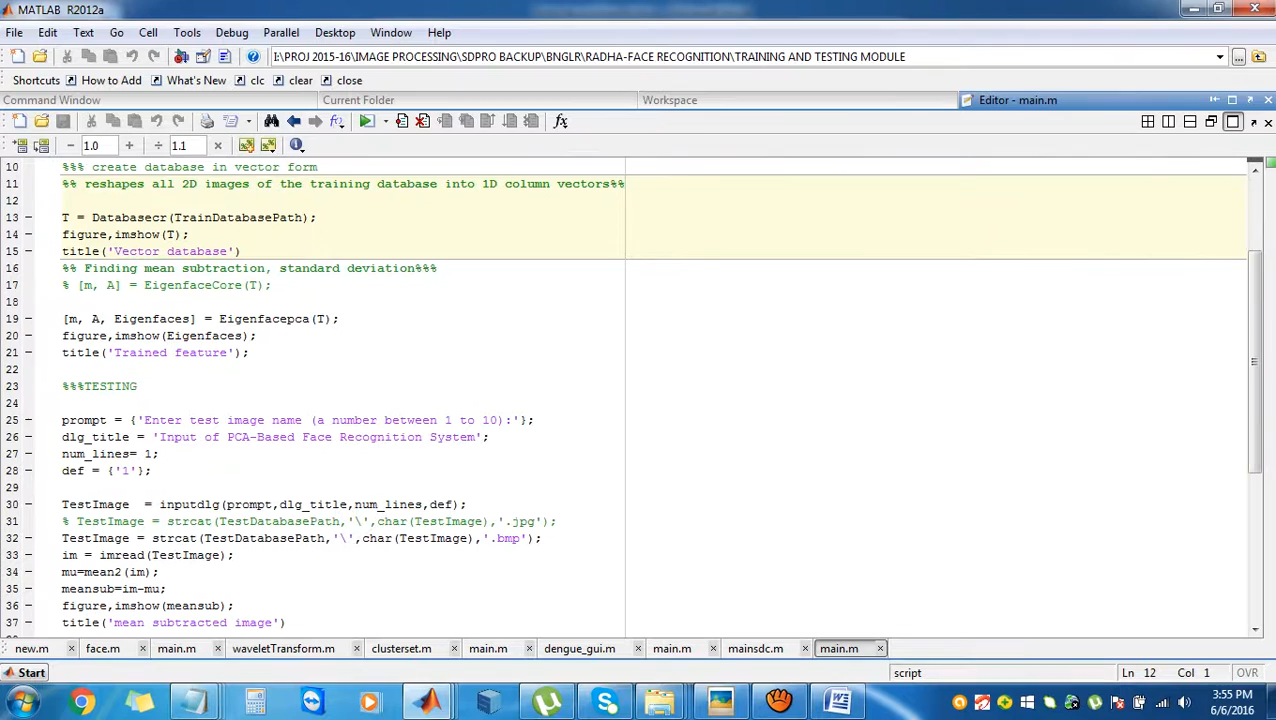 MATLAB R2012a
File Edit Text Go Cell Tools Debug Parallel Desktop Window Help
I:\PROJ 2015-16\IMAGE PROCESSING\SDPRO BACKUP\BNGLR\RADHA-FACE RECOGNITION\TRAINING AND TESTING MODULE
Shortcuts How to Add What's New clc clear close
Command Window Current Folder Workspace Editor - main.m
1.0 1.1
10 %%% create database in vector form
11 %% reshapes all 2D images of the training database into 1D column vectors%%
12
13 T = Databasecr(TrainDatabasePath);
14 figure,imshow(T);
15 title('Vector database')
16 %% Finding mean subtraction, standard deviation%%%
17 % [m, A] = EigenfaceCore(T);
18
19 [m, A, Eigenfaces] = Eigenfacepca(T);
20 figure,imshow(Eigenfaces);
21 title('Trained feature');
22
23 %%%TESTING
24
25 prompt = {'Enter test image name (a number between 1 to 10):'};
26 dlg_title = 'Input of PCA-Based Face Recognition System';
27 num_lines= 1;
28 def = {'1'};
29
30 TestImage  = inputdlg(prompt,dlg_title,num_lines,def);
31 % TestImage = strcat(TestDatabasePath,'\',char(TestImage),'.jpg');
32 TestImage = strcat(TestDatabasePath,'\',char(TestImage),'.bmp');
33 im = imread(TestImage);
34 mu=mean2(im);
35 meansub=im-mu;
36 figure,imshow(meansub);
37 title('mean subtracted image')
new.m face.m main.m waveletTransform.m clusterset.m main.m dengue_gui.m main.m mainsdc.m main.m
Start script Ln 12 Col 1 OVR
3:55 PM
6/6/2016